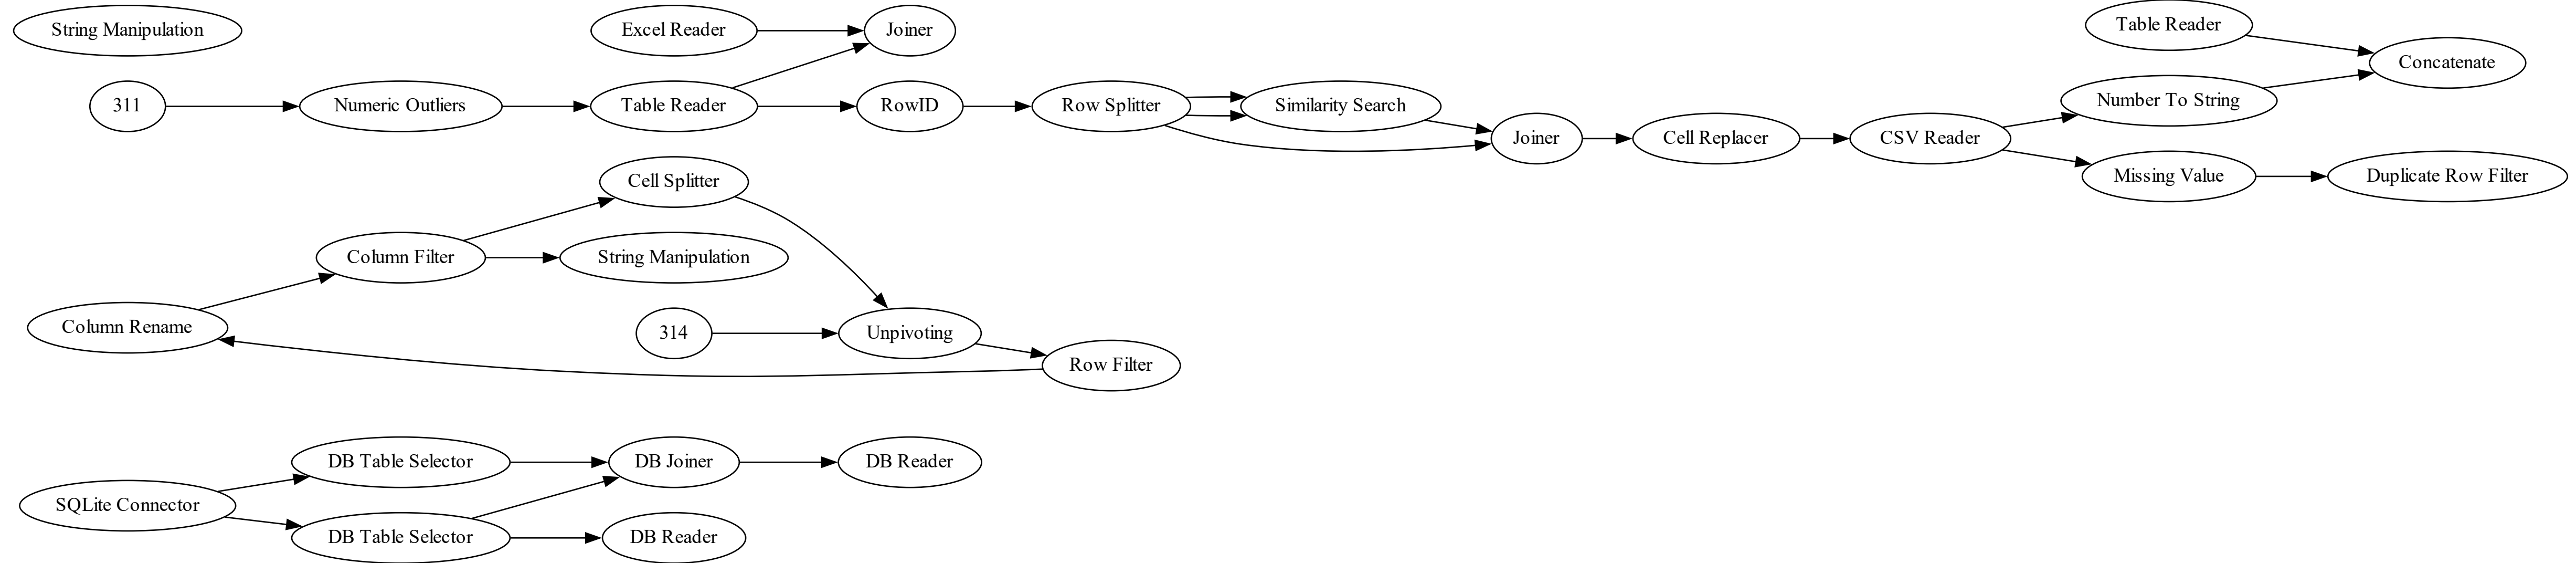 String Manipulation
Excel Reader
Joiner
Table Reader
Concatenate
311
Numeric Outliers
Table Reader
RowID
Row Splitter
Similarity Search
Number To String
Joiner
Cell Replacer
CSV Reader
Missing Value
Duplicate Row Filter
Cell Splitter
Column Filter
String Manipulation
Column Rename
314
Unpivoting
Row Filter
DB Table Selector
DB Joiner
DB Reader
SQLite Connector
DB Table Selector
DB Reader